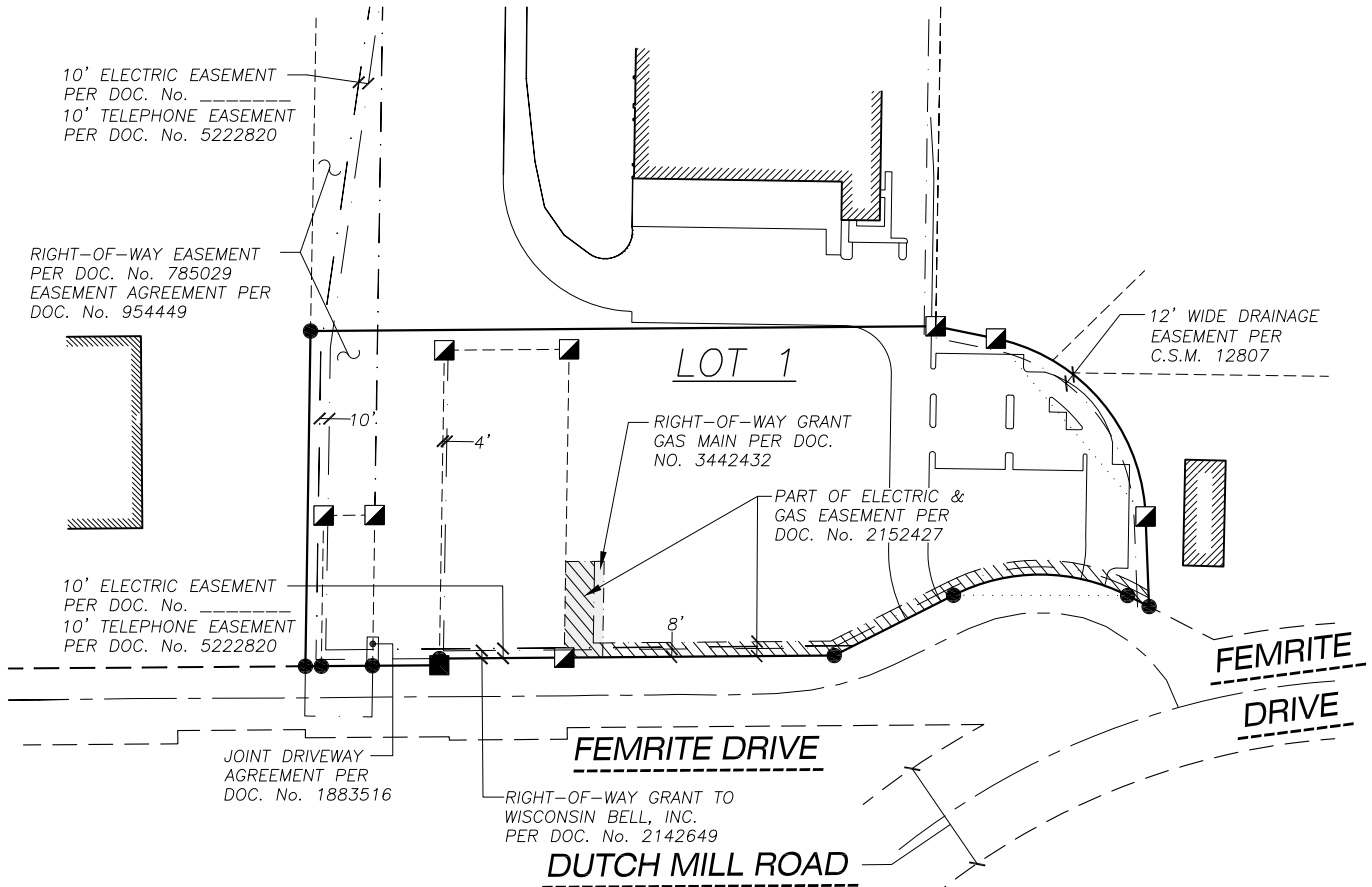 10' ELECTRIC EASEMENT
PER DOC. No. ________
10' TELEPHONE EASEMENT
PER DOC. No. 5222820
RIGHT-OF-WAY EASEMENT
PER DOC. No. 785029
EASEMENT AGREEMENT PER
DOC. No. 954449
12' WIDE DRAINAGE
EASEMENT PER
C.S.M. 12807
LOT 1
10'
4'
RIGHT-OF-WAY GRANT
GAS MAIN PER DOC.
NO. 3442432
PART OF ELECTRIC &
GAS EASEMENT PER
DOC. No. 2152427
10' ELECTRIC EASEMENT
PER DOC. No. ________
10' TELEPHONE EASEMENT
PER DOC. No. 5222820
8'
FEMRITE
DRIVE
FEMRITE DRIVE
JOINT DRIVEWAY
AGREEMENT PER
DOC. No. 1883516
RIGHT-OF-WAY GRANT TO
WISCONSIN BELL, INC.
PER DOC. No. 2142649
DUTCH MILL ROAD